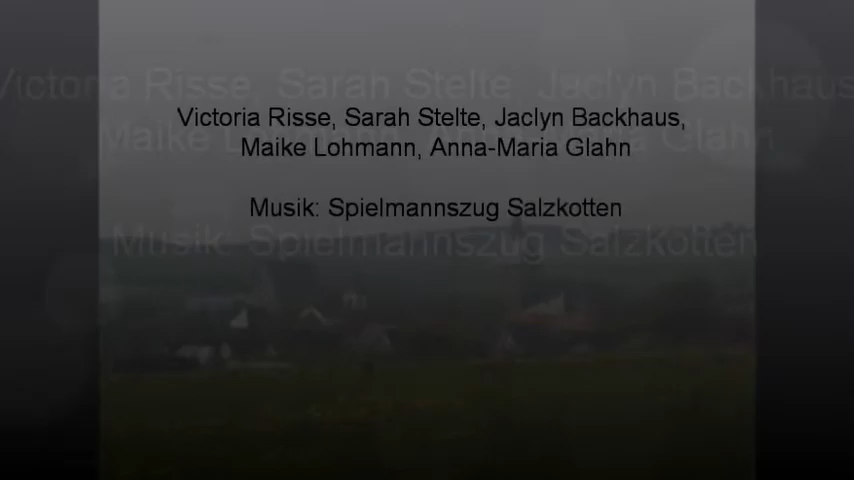 Victoria Risse, Sarah Stelte, Jaclyn Backhaus,
Maike Lohmann, Anna-Maria Glahn
Musik: Spielmannszug Salzkotten